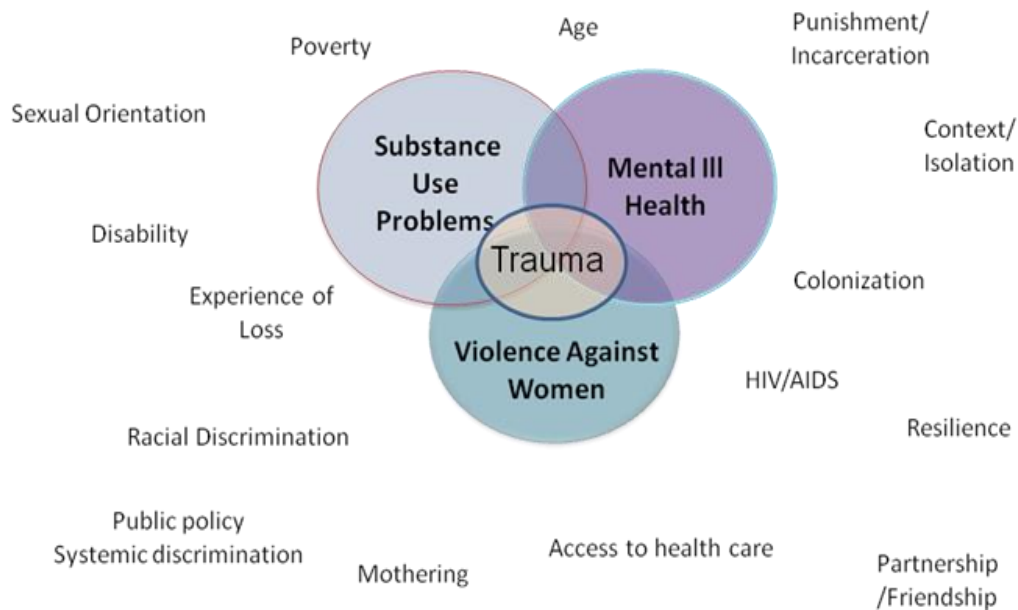 Age
Punishment/
Incarceration
Poverty
Sexual Orientation
Context/
Isolation
Substance
Use
Problems
Mental Ill
Health
Disability
Trauma
Experience of
Loss
Colonization
Violence Against
Women
HIV/AIDS
Racial Discrimination
Resilience
Public policy
Systemic discrimination
Mothering
Access to health care
Partnership
/Friendship